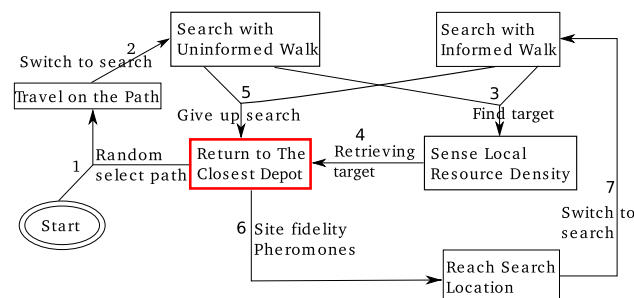 Search with
Uninformed Walk
Search with
Informed Walk
2
Switch to search
Travel on the Path
5
Give up search
3
Find target
1
Random
select path
Return to The
Closest Depot
4
Retrieving
target
Sense Local
Resource Density
7
Switch to
search
Start
6
Site fidelity
Pheromones
Reach Search
Location